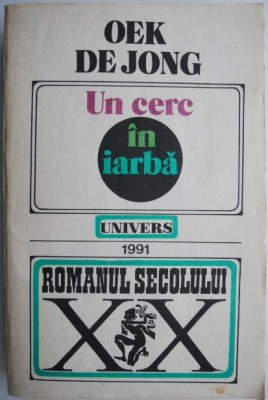 OEK
DE JONG
Un cerc
în
iarbă
UNIVERS
1991
ROMANUL SECOLULUI
XX